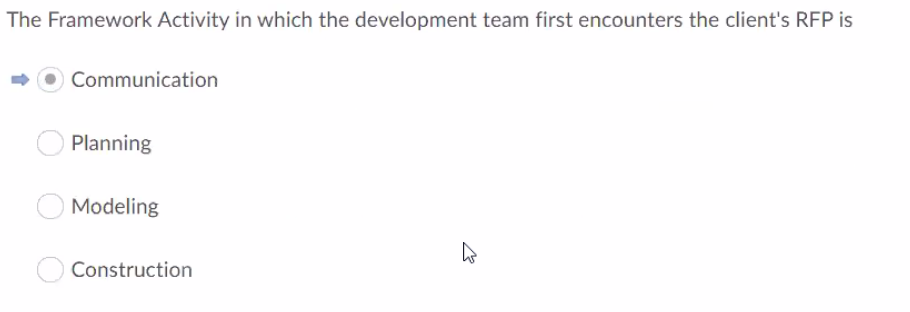 The Framework Activity in which the development team first encounters the client's RFP is
Communication
Planning
Modeling
Construction